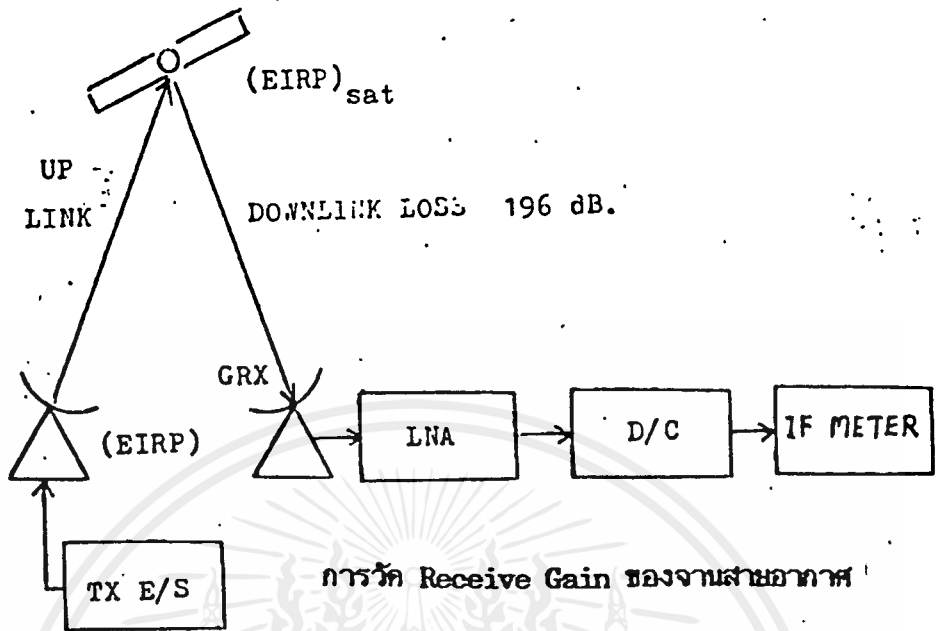 (EIRP)sat
UP
LINK
DOWNLINK LOSS 196 dB.
GRX
(EIRP)
LNA
D/C
IF METER
TX E/S
การวัด Receive Gain ของจานสายอากาศ